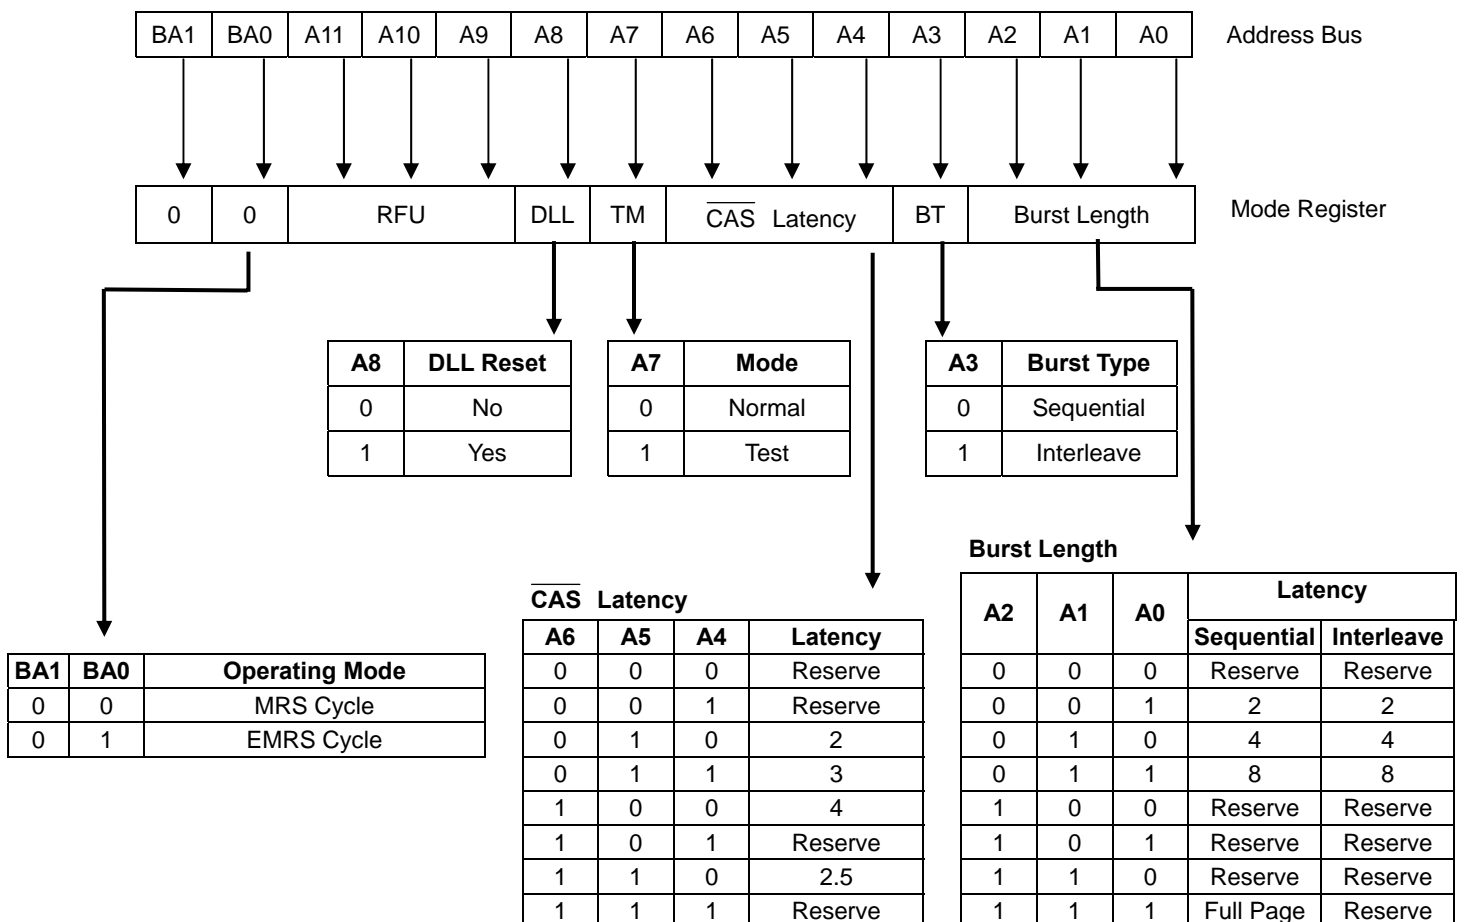 BA1 BA0 A11 A10 A9 A8 A7 A6 A5 A4 A3 A2 A1 A0 Address Bus
0 0 RFU DLL TM CAS Latency BT Burst Length Mode Register
A8 DLL Reset
0 No
1 Yes
A7 Mode
0 Normal
1 Test
A3 Burst Type
0 Sequential
1 Interleave
BA1 BA0 Operating Mode
0 0 MRS Cycle
0 1 EMRS Cycle
CAS Latency
A6 A5 A4 Latency
0 0 0 Reserve
0 0 1 Reserve
0 1 0 2
0 1 1 3
1 0 0 4
1 0 1 Reserve
1 1 0 2.5
1 1 1 Reserve
Burst Length
A2 A1 A0 Latency
Sequential Interleave
0 0 0 Reserve Reserve
0 0 1 2 2
0 1 0 4 4
0 1 1 8 8
1 0 0 Reserve Reserve
1 0 1 Reserve Reserve
1 1 0 Reserve Reserve
1 1 1 Full Page Reserve